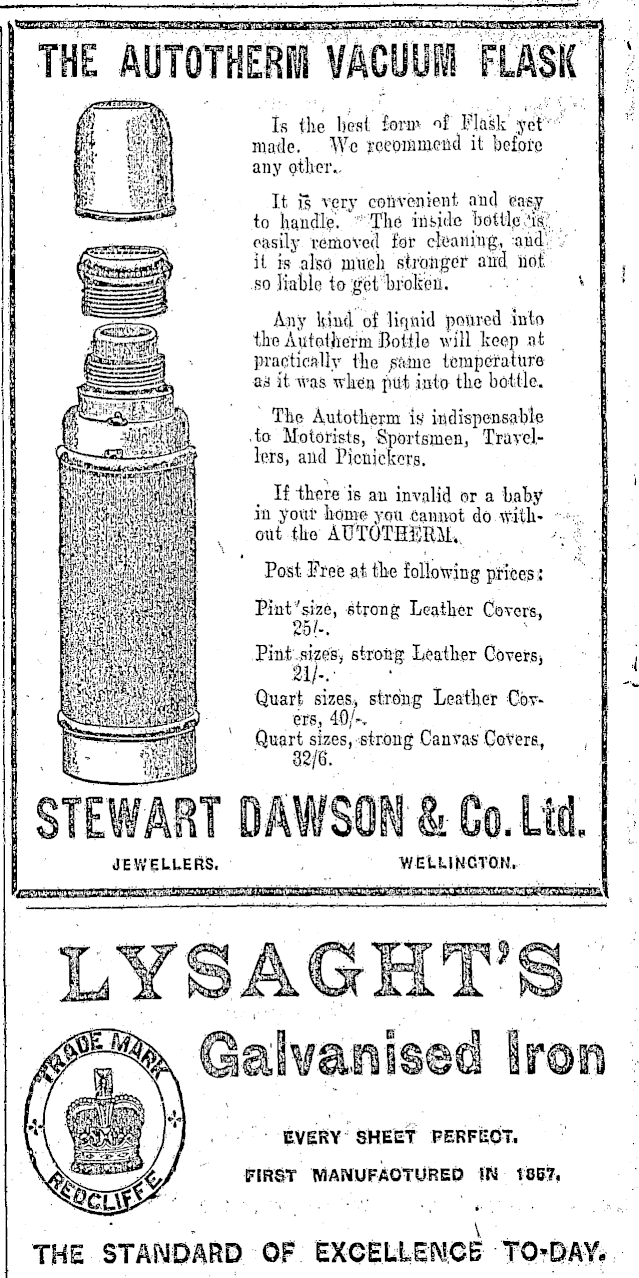 THE AUTOTHERM VACUUM FLASK
Is the best form of Flask yet
made. We recommend it before
any other.
It is very convenient and easy
to handle. The inside bottle is
easily removed for cleaning, and
it is also much stronger and not
so liable to get broken.
Any kind of liquid poured into
the Autotherm Bottle will keep at
practically the same temperature
as it was when put into the bottle.
The Autotherm is indispensable
to Motorists, Sportsmen, Travel-
lers, and Picnickers.
If there is an invalid or a baby
in your home you cannot do with-
out the AUTOTHERM.
Post Free at the following prices:
Pint size, strong Leather Covers,
25/-.
Pint sizes, strong Leather Covers,
21/-.
Quart sizes, strong Leather Cov-
ers, 40/-.
Quart sizes, strong Canvas Covers,
32/6.
STEWART DAWSON & Co. Ltd.
JEWELLERS. WELLINGTON.
LYSAGHT'S
Galvanised Iron
TRADE MARK
REDCLIFFE
EVERY SHEET PERFECT.
FIRST MANUFACTURED IN 1857.
THE STANDARD OF EXCELLENCE TO-DAY.